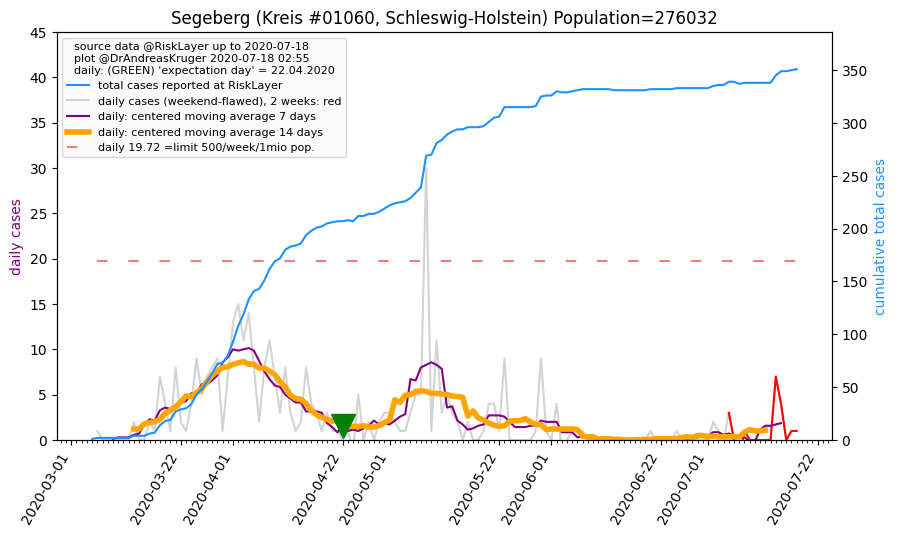 Segeberg (Kreis #01060, Schleswig-Holstein) Population=276032
source data @RiskLayer up to 2020-07-18
plot @DrAndreasKruger 2020-07-18 02:55
daily: (GREEN) 'expectation day' = 22.04.2020
total cases reported at RiskLayer
daily cases (weekend-flawed), 2 weeks: red
daily: centered moving average 7 days
daily: centered moving average 14 days
daily 19.72 =limit 500/week/1mio pop.
daily cases
45
40
35
30
25
20
15
10
5
0
350
300
250
200
150
100
50
0
cumulative total cases
2020-03-01
2020-03-22
2020-04-01
2020-04-22
2020-05-01
2020-05-22
2020-06-01
2020-06-22
2020-07-01
2020-07-22